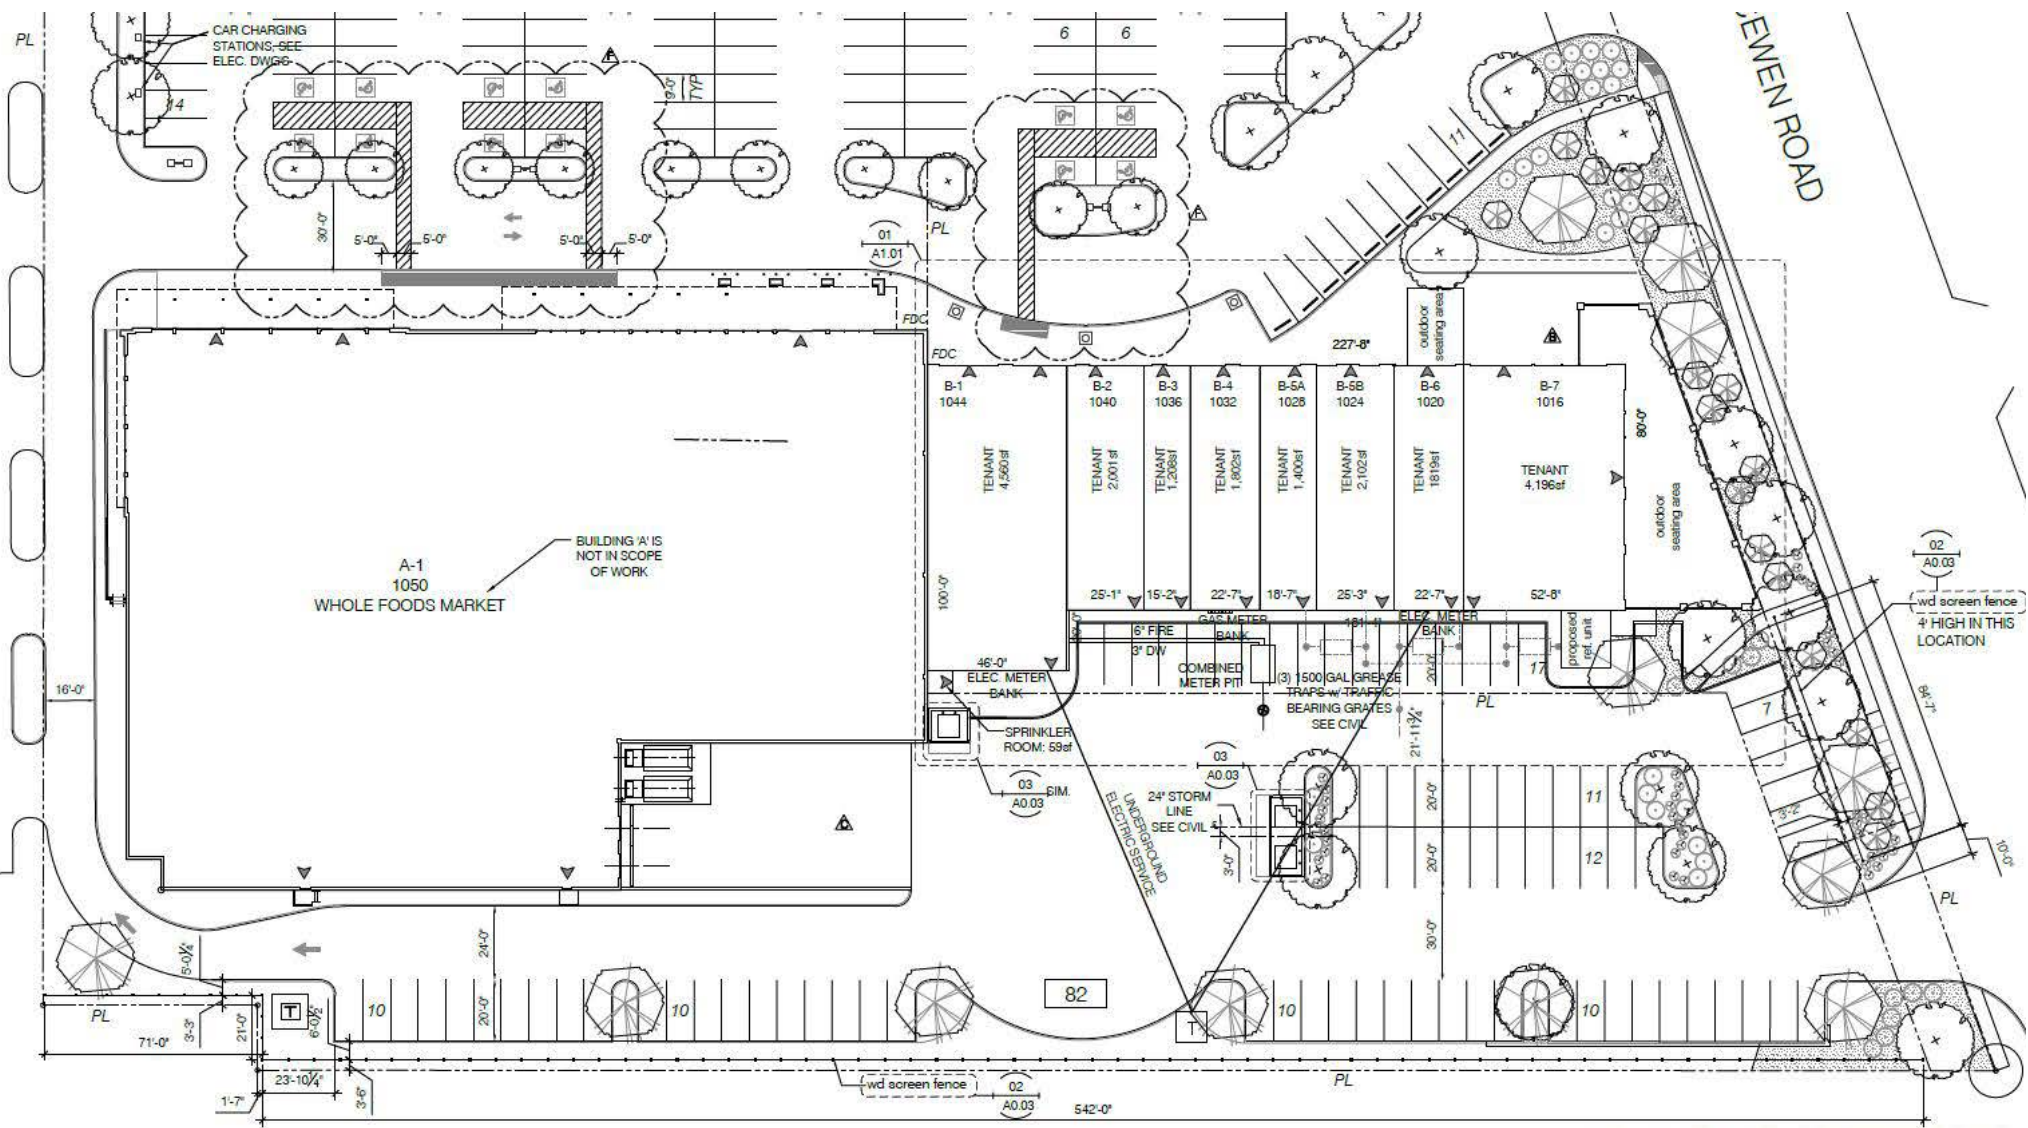 PL
CAR CHARGING
STATIONS, SEE
ELEC. DWGS
14
F
9'-0"
TYP
6
6
11
CEWEN ROAD
30'-0"
5'-0"
5'-0"
5'-0"
5'-0"
01
A1.01
PL
F
FDC
FDC
227'-8"
outdoor
seating area
B
B-1
1044
B-2
1040
B-3
1036
B-4
1032
B-5A
1028
B-5B
1024
B-6
1020
B-7
1016
80'-0"
TENANT
4,560sf
TENANT
2,001sf
TENANT
1,208sf
TENANT
1,802sf
TENANT
1,400sf
TENANT
2,102sf
TENANT
1819sf
TENANT
4,196sf
outdoor
seating area
BUILDING 'A' IS
NOT IN SCOPE
OF WORK
A-1
1050
WHOLE FOODS MARKET
100'-0"
25'-1"
15'-2"
22'-7"
18'-7"
25'-3"
22'-7"
52'-8"
02
A0.03
wd screen fence
4' HIGH IN THIS
LOCATION
6" FIRE
3" DW
GAS METER
BANK
ELEC. METER
BANK
proposed
ref. unit
46'-0"
ELEC. METER
BANK
COMBINED
METER PIT
(3) 1500 GAL GREASE
TRAPS w/ TRAFFIC
BEARING GRATES
SEE CIVIL
20'-0"
17
PL
16'-0"
SPRINKLER
ROOM: 59sf
21'-11¾"
7
84'-7"
03
A0.03
SIM.
03
A0.03
UNDERGROUND
ELECTRIC SERVICE
24" STORM
LINE
SEE CIVIL
3'-0"
20'-0"
11
20'-0"
12
3'-2"
10'-0"
C
PL
24'-0"
30'-0"
5'-0¼"
20'-0"
10
10
82
10
10
T
T
PL
3'-3"
21'-0"
6'-0½"
71'-0"
23'-10¼"
1'-7"
3'-6"
wd screen fence
02
A0.03
PL
542'-0"